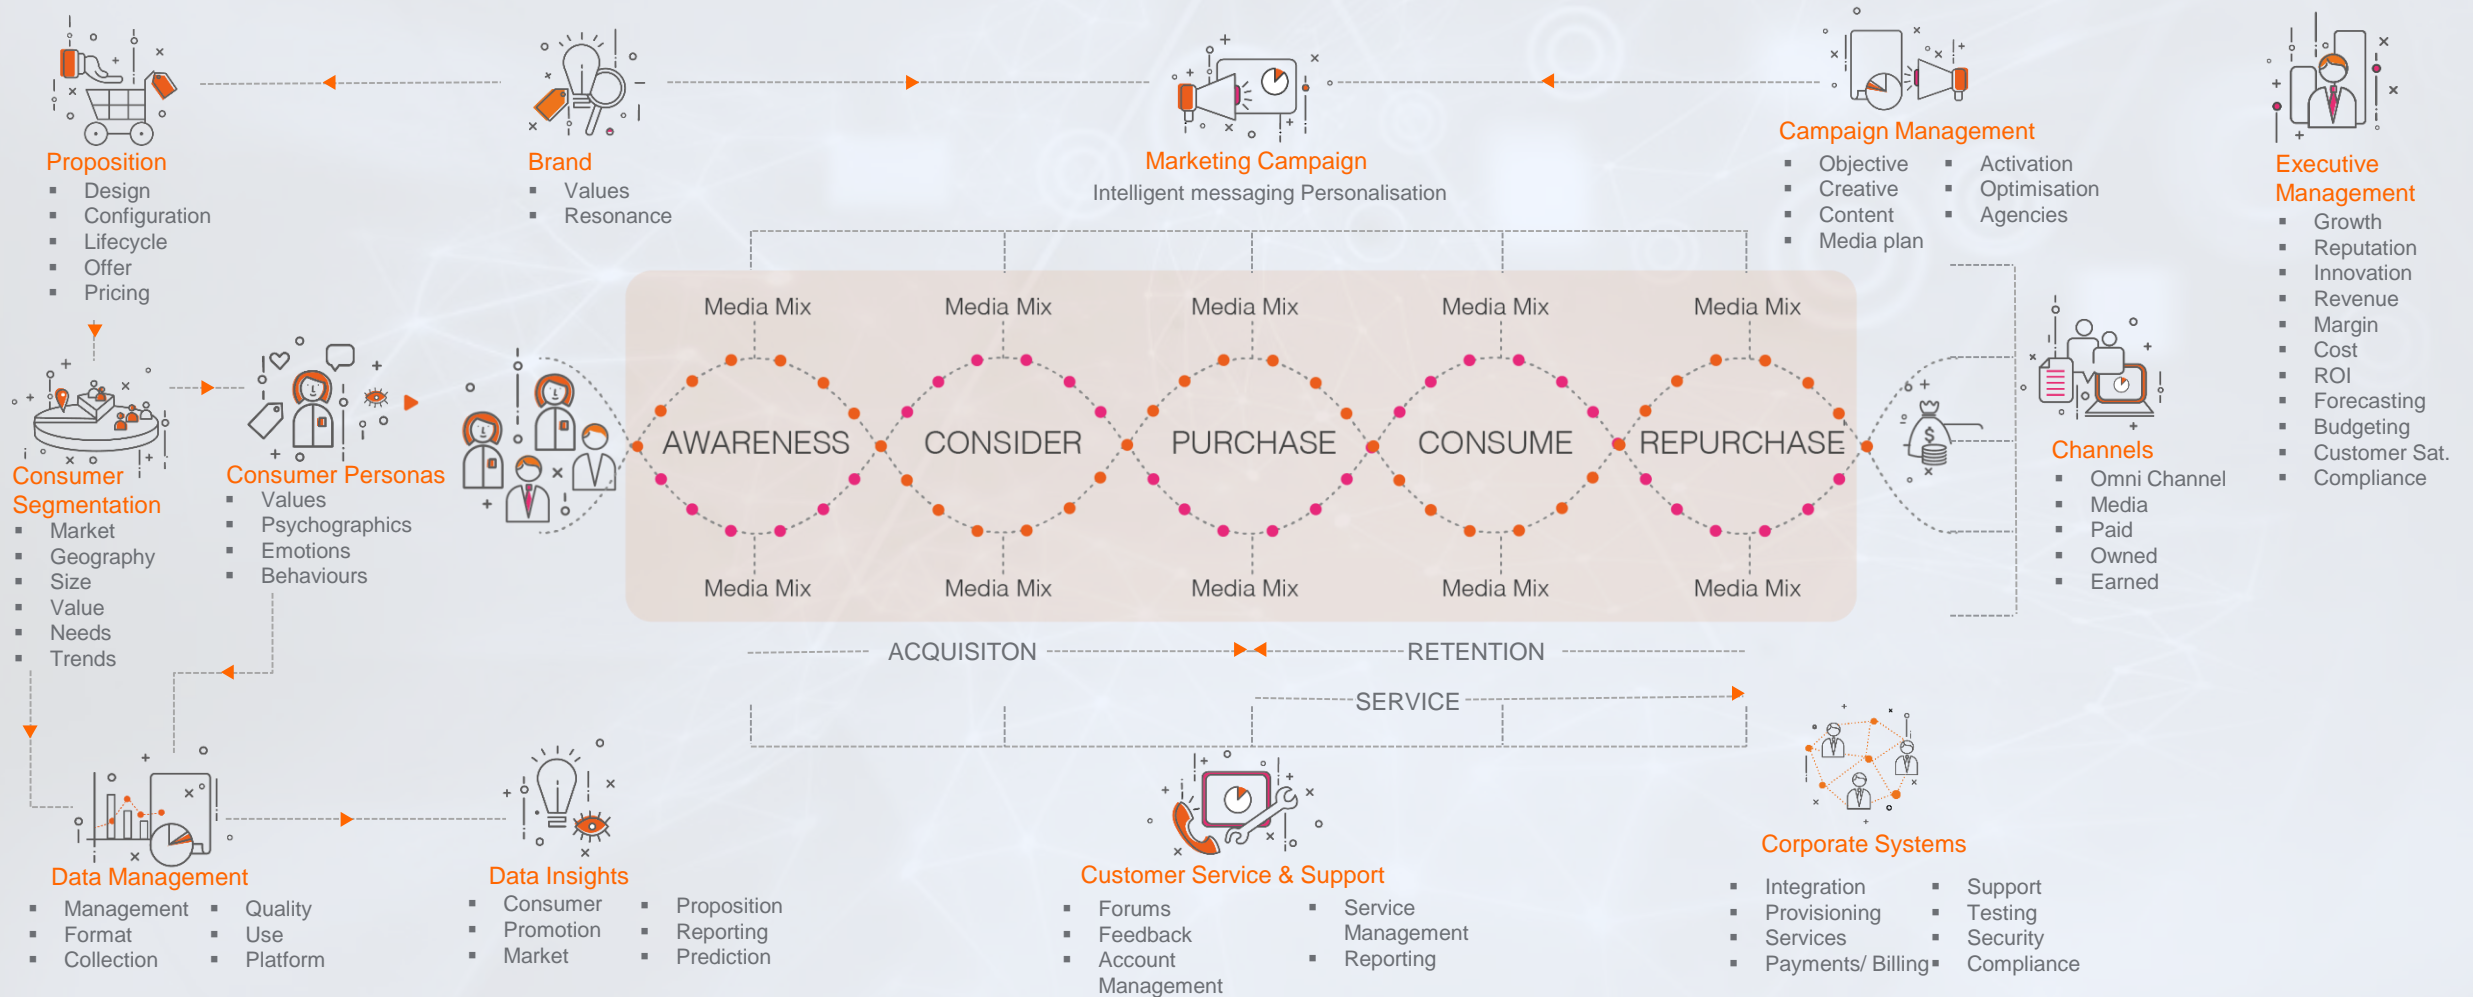 Proposition
Design
Configuration
Lifecycle
Offer
Pricing
Brand
Values
Resonance
Marketing Campaign
Intelligent messaging Personalisation
Campaign Management
Objective
Creative
Content
Media plan
Activation
Optimisation
Agencies
Executive
Management
Growth
Reputation
Innovation
Revenue
Margin
Cost
ROI
Forecasting
Budgeting
Customer Sat.
Compliance
Consumer
Segmentation
Market
Geography
Size
Value
Needs
Trends
Consumer Personas
Values
Psychographics
Emotions
Behaviours
Media Mix
Media Mix
Media Mix
Media Mix
Media Mix
AWARENESS
CONSIDER
PURCHASE
CONSUME
REPURCHASE
Media Mix
Media Mix
Media Mix
Media Mix
Media Mix
$
Channels
Omni Channel
Media
Paid
Owned
Earned
ACQUISITON
RETENTION
SERVICE
Data Management
Management
Format
Collection
Quality
Use
Platform
Data Insights
Consumer
Promotion
Market
Proposition
Reporting
Prediction
Customer Service & Support
Forums
Feedback
Account
Management
Service
Management
Reporting
Corporate Systems
Integration
Provisioning
Services
Payments/ Billing
Support
Testing
Security
Compliance